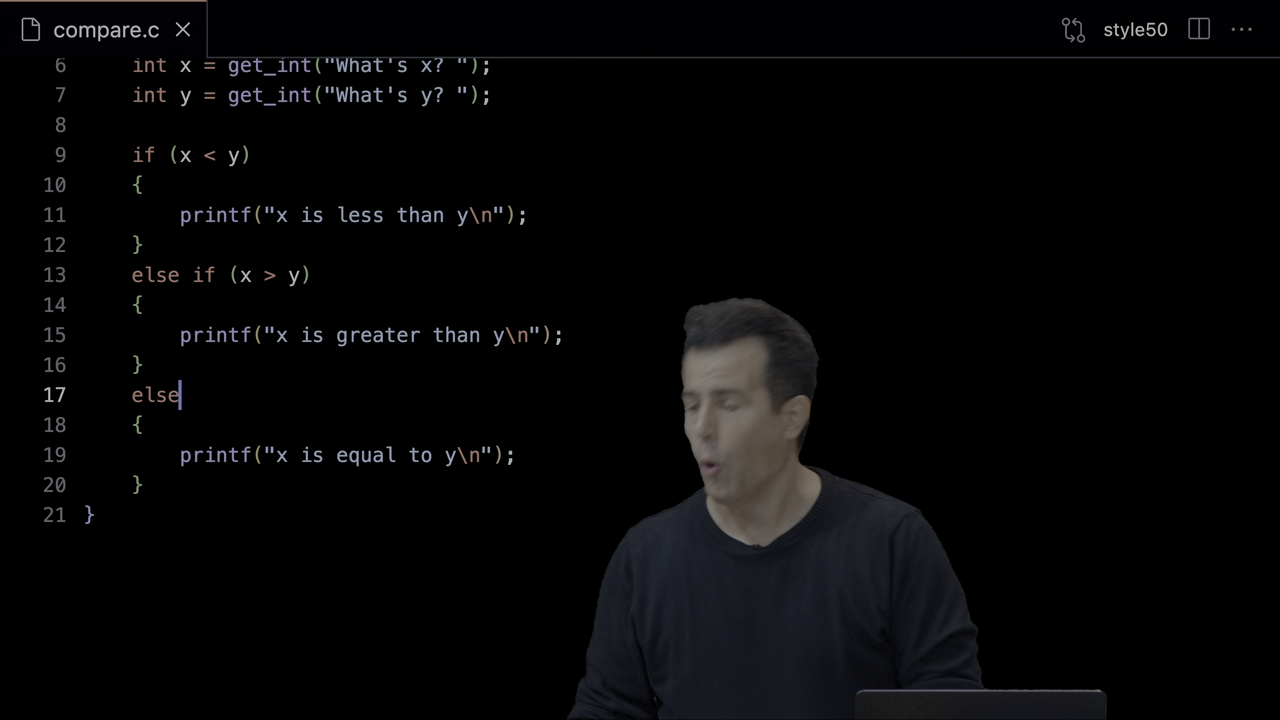 compare.c
style50
6 int x = get_int("What's x? ");
7 int y = get_int("What's y? ");
8
9 if (x < y)
10 {
11 printf("x is less than y\n");
12 }
13 else if (x > y)
14 {
15 printf("x is greater than y\n");
16 }
17 else
18 {
19 printf("x is equal to y\n");
20 }
21 }